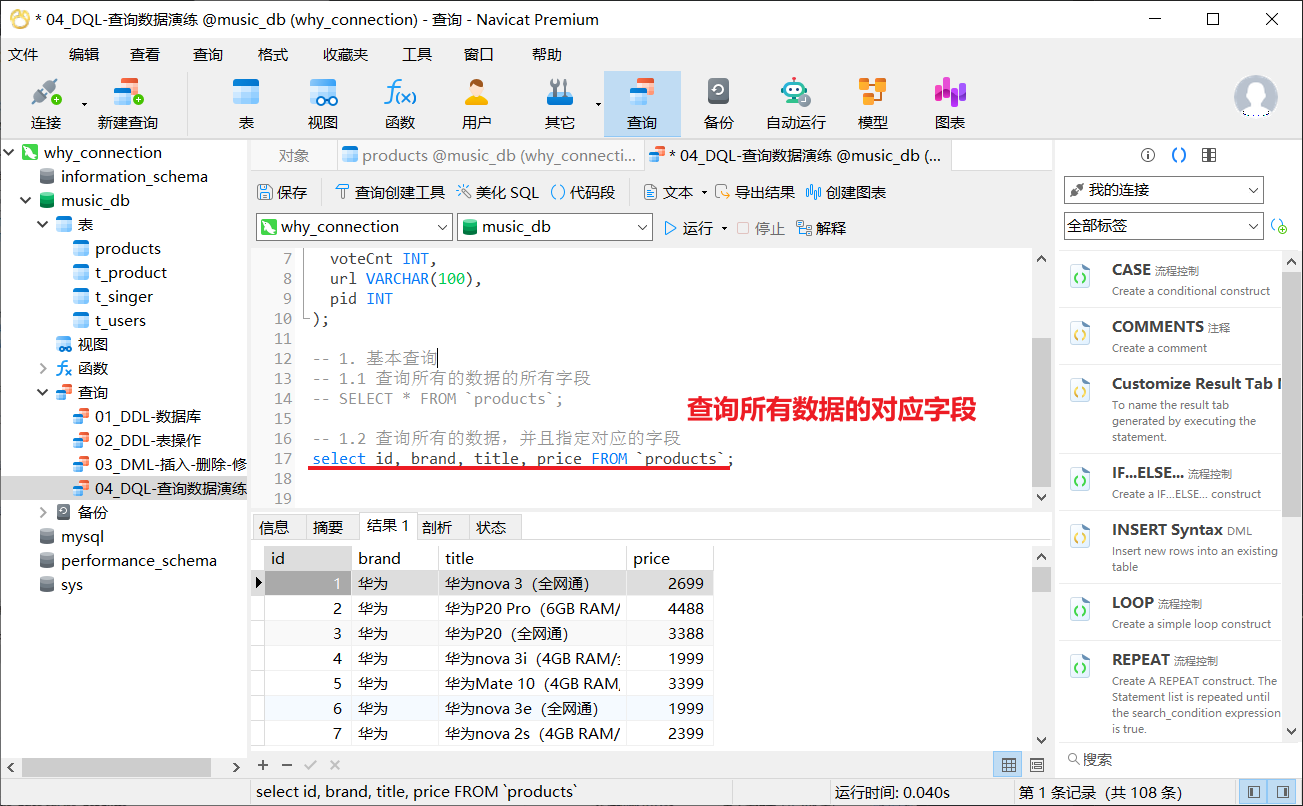 * 04_DQL-查询数据演练 @music_db (why_connection) - 查询 - Navicat Premium
文件 编辑 查看 查询 格式 收藏夹 工具 窗口 帮助
连接 新建查询 表 视图 函数 用户 其它 查询 备份 自动运行 模型 图表
why_connection
information_schema
music_db
表
products
t_product
t_singer
t_users
视图
函数
查询
01_DDL-数据库
02_DDL-表操作
03_DML-插入-删除-修
04_DQL-查询数据演练
备份
mysql
performance_schema
sys
对象 products @music_db (why_connecti... * 04_DQL-查询数据演练 @music_db (...
保存 查询创建工具 美化 SQL () 代码段 文本 导出结果 创建图表
why_connection music_db 运行 停止 解释
7 voteCnt INT,
8 url VARCHAR(100),
9 pid INT
10 );
11
12 -- 1. 基本查询
13 -- 1.1 查询所有的数据的所有字段
14 -- SELECT * FROM `products`;
15
16 -- 1.2 查询所有的数据，并且指定对应的字段
17 select id, brand, title, price FROM `products`;
18
19
查询所有数据的对应字段
信息 摘要 结果 1 剖析 状态
id brand title price
1 华为 华为nova 3（全网通） 2699
2 华为 华为P20 Pro（6GB RAM/ 4488
3 华为 华为P20（全网通） 3388
4 华为 华为nova 3i（4GB RAM/全 1999
5 华为 华为Mate 10（4GB RAM, 3399
6 华为 华为nova 3e（全网通） 1999
7 华为 华为nova 2s（4GB RAM/ 2399
select id, brand, title, price FROM `products` 运行时间: 0.040s 第 1 条记录（共 108 条）
我的连接
全部标签
CASE 流程控制
Create a conditional construct
COMMENTS 注释
Create a comment
Customize Result Tab N
To name the result tab
generated by executing the
statement.
IF...ELSE... 流程控制
Create a IF...ELSE... construct
INSERT Syntax DML
Insert new rows into an existing
table
LOOP 流程控制
Create a simple loop construct
REPEAT 流程控制
Create A REPEAT construct. The
Statement list is repeated until
the search_condition expression
is true.
搜索